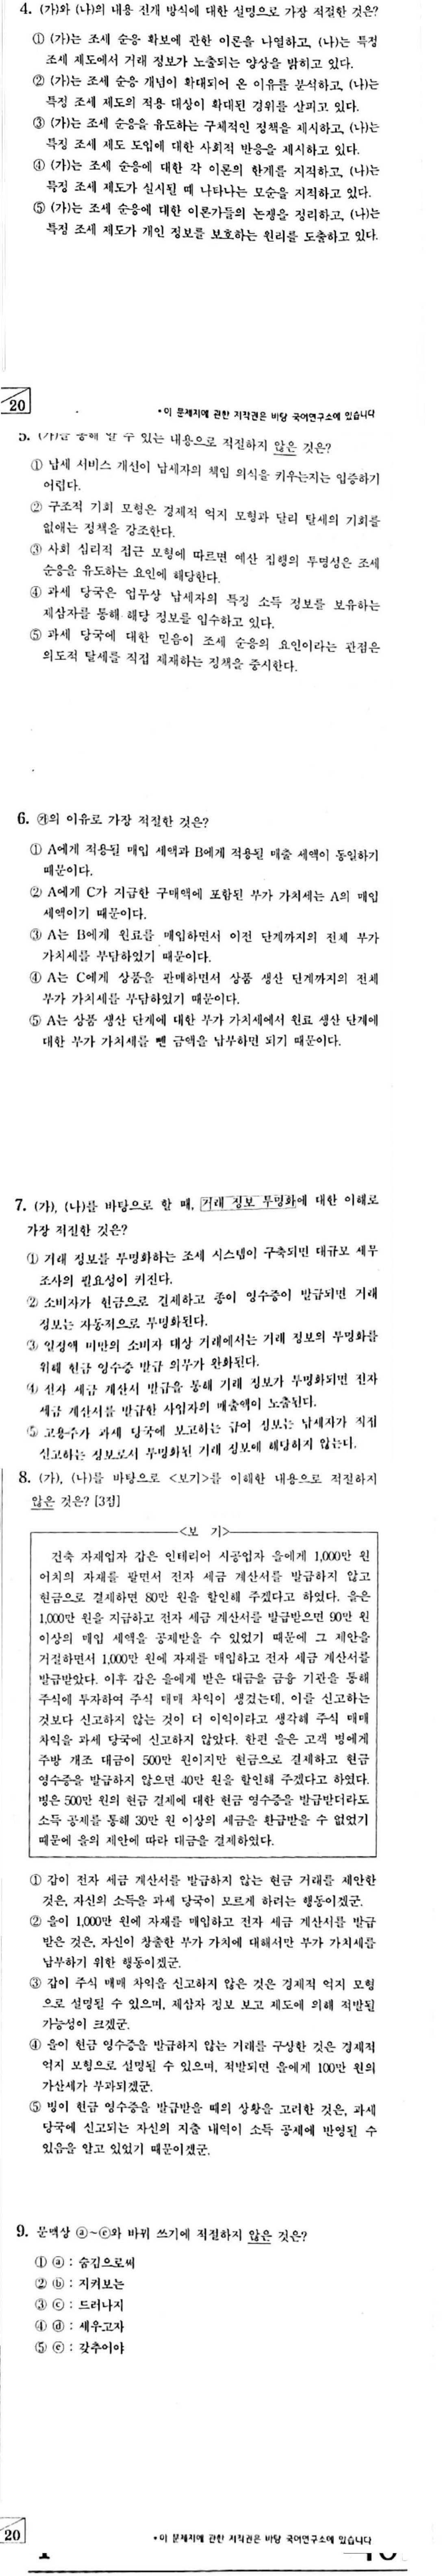 4. (가)와 (나)의 내용 전개 방식에 대한 설명으로 가장 적절한 것은?
① (가)는 조세 순응 확보에 관한 이론을 나열하고, (나)는 특정
조세 제도에서 거래 정보가 노출되는 양상을 밝히고 있다.
② (가)는 조세 순응 개념이 확대되어 온 이유를 분석하고, (나)는
특정 조세 제도의 적용 대상이 확대된 경위를 살피고 있다.
③ (가)는 조세 순응을 유도하는 구체적인 정책을 제시하고, (나)는
특정 조세 제도 도입에 대한 사회적 반응을 제시하고 있다.
④ (가)는 조세 순응에 대한 각 이론의 한계를 지적하고, (나)는
특정 조세 제도가 실시될 때 나타나는 모순을 지적하고 있다.
⑤ (가)는 조세 순응에 대한 이론가들의 논쟁을 정리하고, (나)는
특정 조세 제도가 개인 정보를 보호하는 원리를 도출하고 있다.
20
•이 문제지에 관한 저작권은 바탕 국어연구소에 있습니다
5. (가)를 통해 알 수 있는 내용으로 적절하지 않은 것은?
① 납세 서비스 개선이 납세자의 책임 의식을 키우는지는 입증하기
어렵다.
② 구조적 기회 모형은 경제적 억지 모형과 달리 탈세의 기회를
없애는 정책을 강조한다.
③ 사회 심리적 접근 모형에 따르면 예산 집행의 투명성은 조세
순응을 유도하는 요인에 해당한다.
④ 과세 당국은 업무상 납세자의 특정 소득 정보를 보유하는
제삼자를 통해 해당 정보를 입수하고 있다.
⑤ 과세 당국에 대한 믿음이 조세 순응의 요인이라는 관점은
의도적 탈세를 직접 제재하는 정책을 중시한다.
6. ㉮의 이유로 가장 적절한 것은?
① A에게 적용될 매입 세액과 B에게 적용될 매출 세액이 동일하기
때문이다.
② A에게 C가 지급한 구매액에 포함된 부가 가치세는 A의 매입
세액이기 때문이다.
③ A는 B에게 원료를 매입하면서 이전 단계까지의 전체 부가
가치세를 부담하였기 때문이다.
④ A는 C에게 상품을 판매하면서 상품 생산 단계까지의 전체
부가 가치세를 부담하였기 때문이다.
⑤ A는 상품 생산 단계에 대한 부가 가치세에서 원료 생산 단계에
대한 부가 가치세를 뺀 금액을 납부하면 되기 때문이다.
7. (가), (나)를 바탕으로 할 때, 거래 정보 투명화에 대한 이해로
가장 적절한 것은?
① 거래 정보를 투명화하는 조세 시스템이 구축되면 대규모 세무
조사의 필요성이 커진다.
② 소비자가 현금으로 결제하고 종이 영수증이 발급되면 거래
정보는 자동적으로 투명화된다.
③ 일정액 미만의 소비자 대상 거래에서는 거래 정보의 투명화를
위해 현금 영수증 발급 의무가 완화된다.
④ 전자 세금 계산서 발급을 통해 거래 정보가 투명화되면 전자
세금 계산서를 발급한 사업자의 매출액이 노출된다.
⑤ 고용주가 과세 당국에 보고하는 급여 정보는 납세자가 직접
신고하는 정보로서 투명화된 거래 정보에 해당하지 않는다.
8. (가), (나)를 바탕으로 <보기>를 이해한 내용으로 적절하지
않은 것은? [3점]
<보 기>
건축 자재업자 갑은 인테리어 시공업자 을에게 1,000만 원
어치의 자재를 팔면서 전자 세금 계산서를 발급하지 않고
현금으로 결제하면 80만 원을 할인해 주겠다고 하였다. 을은
1,000만 원을 지급하고 전자 세금 계산서를 발급받으면 90만 원
이상의 매입 세액을 공제받을 수 있었기 때문에 그 제안을
거절하면서 1,000만 원에 자재를 매입하고 전자 세금 계산서를
발급받았다. 이후 갑은 을에게 받은 대금을 금융 기관을 통해
주식에 투자하여 주식 매매 차익이 생겼는데, 이를 신고하는
것보다 신고하지 않는 것이 더 이익이라고 생각해 주식 매매
차익을 과세 당국에 신고하지 않았다. 한편 을은 고객 병에게
주방 개조 대금이 500만 원이지만 현금으로 결제하고 현금
영수증을 발급하지 않으면 40만 원을 할인해 주겠다고 하였다.
병은 500만 원의 현금 결제에 대한 현금 영수증을 발급받더라도
소득 공제를 통해 30만 원 이상의 세금을 환급받을 수 없었기
때문에 을의 제안에 따라 대금을 결제하였다.
① 갑이 전자 세금 계산서를 발급하지 않는 현금 거래를 제안한
것은, 자신의 소득을 과세 당국이 모르게 하려는 행동이겠군.
② 을이 1,000만 원에 자재를 매입하고 전자 세금 계산서를 발급
받은 것은, 자신이 창출한 부가 가치에 대해서만 부가 가치세를
납부하기 위한 행동이겠군.
③ 갑이 주식 매매 차익을 신고하지 않은 것은 경제적 억지 모형
으로 설명될 수 있으며, 제삼자 정보 보고 제도에 의해 적발될
가능성이 크겠군.
④ 을이 현금 영수증을 발급하지 않는 거래를 구상한 것은 경제적
억지 모형으로 설명될 수 있으며, 적발되면 을에게 100만 원의
가산세가 부과되겠군.
⑤ 병이 현금 영수증을 발급받을 때의 상황을 고려한 것은, 과세
당국에 신고되는 자신의 지출 내역이 소득 공제에 반영될 수
있음을 알고 있었기 때문이겠군.
9. 문맥상 ⓐ~ⓔ와 바꿔 쓰기에 적절하지 않은 것은?
① ⓐ : 숨김으로써
② ⓑ : 지켜보는
③ ⓒ : 드러나지
④ ⓓ : 세우고자
⑤ ⓔ : 갖추어야
20
•이 문제지에 관한 저작권은 바탕 국어연구소에 있습니다